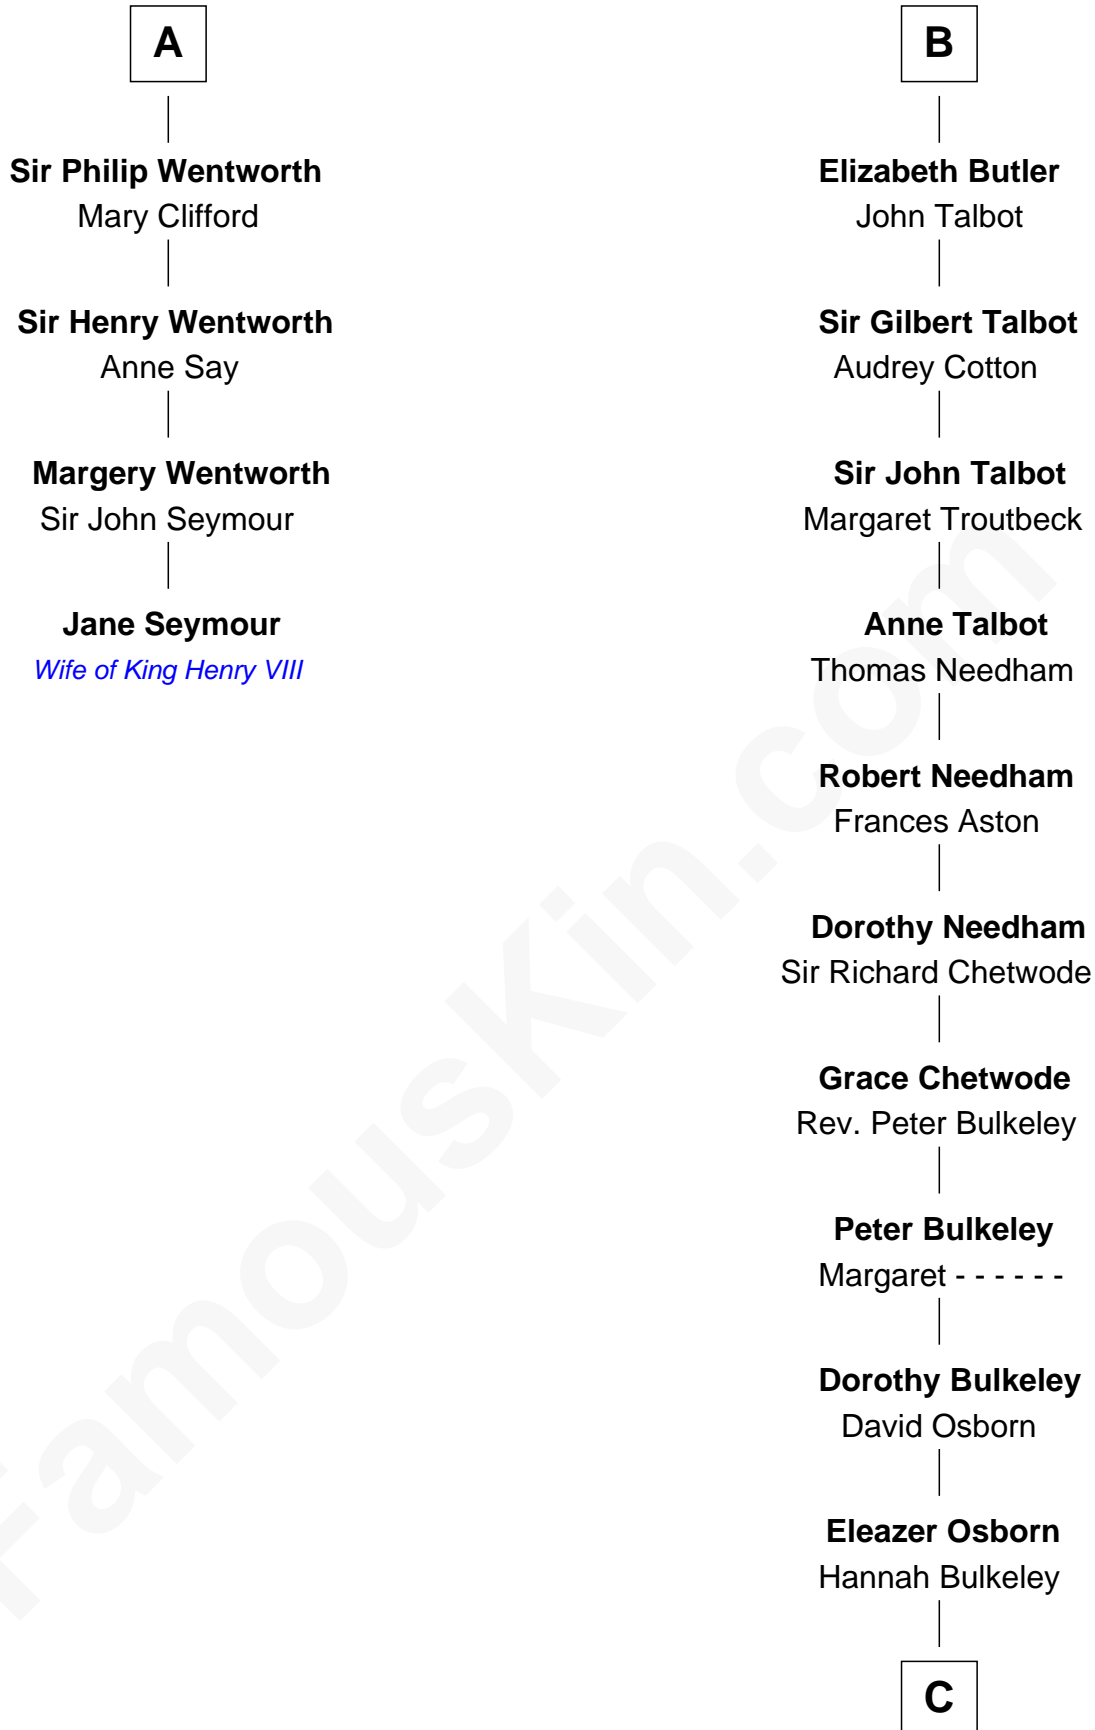 A
Sir Philip Wentworth
Mary Clifford
Sir Henry Wentworth
Anne Say
Margery Wentworth
Sir John Seymour
Jane Seymour
Wife of King Henry VIII
B
Elizabeth Butler
John Talbot
Sir Gilbert Talbot
Audrey Cotton
Sir John Talbot
Margaret Troutbeck
Anne Talbot
Thomas Needham
Robert Needham
Frances Aston
Dorothy Needham
Sir Richard Chetwode
Grace Chetwode
Rev. Peter Bulkeley
Peter Bulkeley
Margaret - - - - - -
Dorothy Bulkeley
David Osborn
Eleazer Osborn
Hannah Bulkeley
C
FamousKin.com